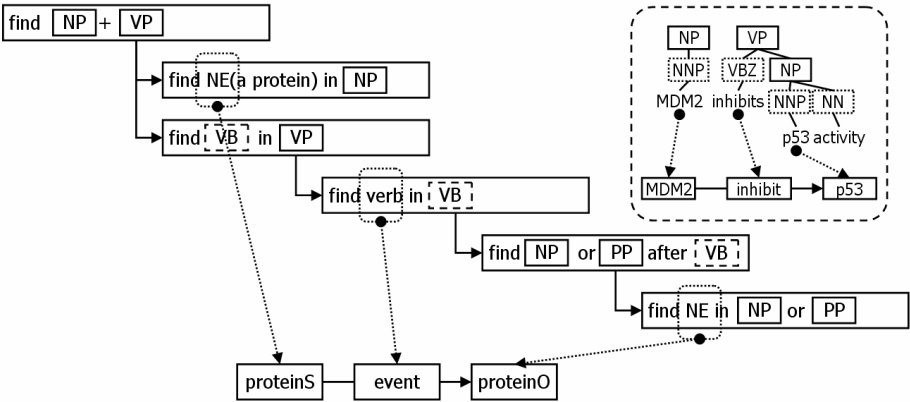 find NP + VP
find NE(a protein) in NP
find VB in VP
find verb in VB
find NP or PP after VB
find NE in NP or PP
proteinS event proteinO
NP VP
NNP VBZ NP
MDM2 inhibits NNP NN
p53 activity
MDM2 inhibit p53